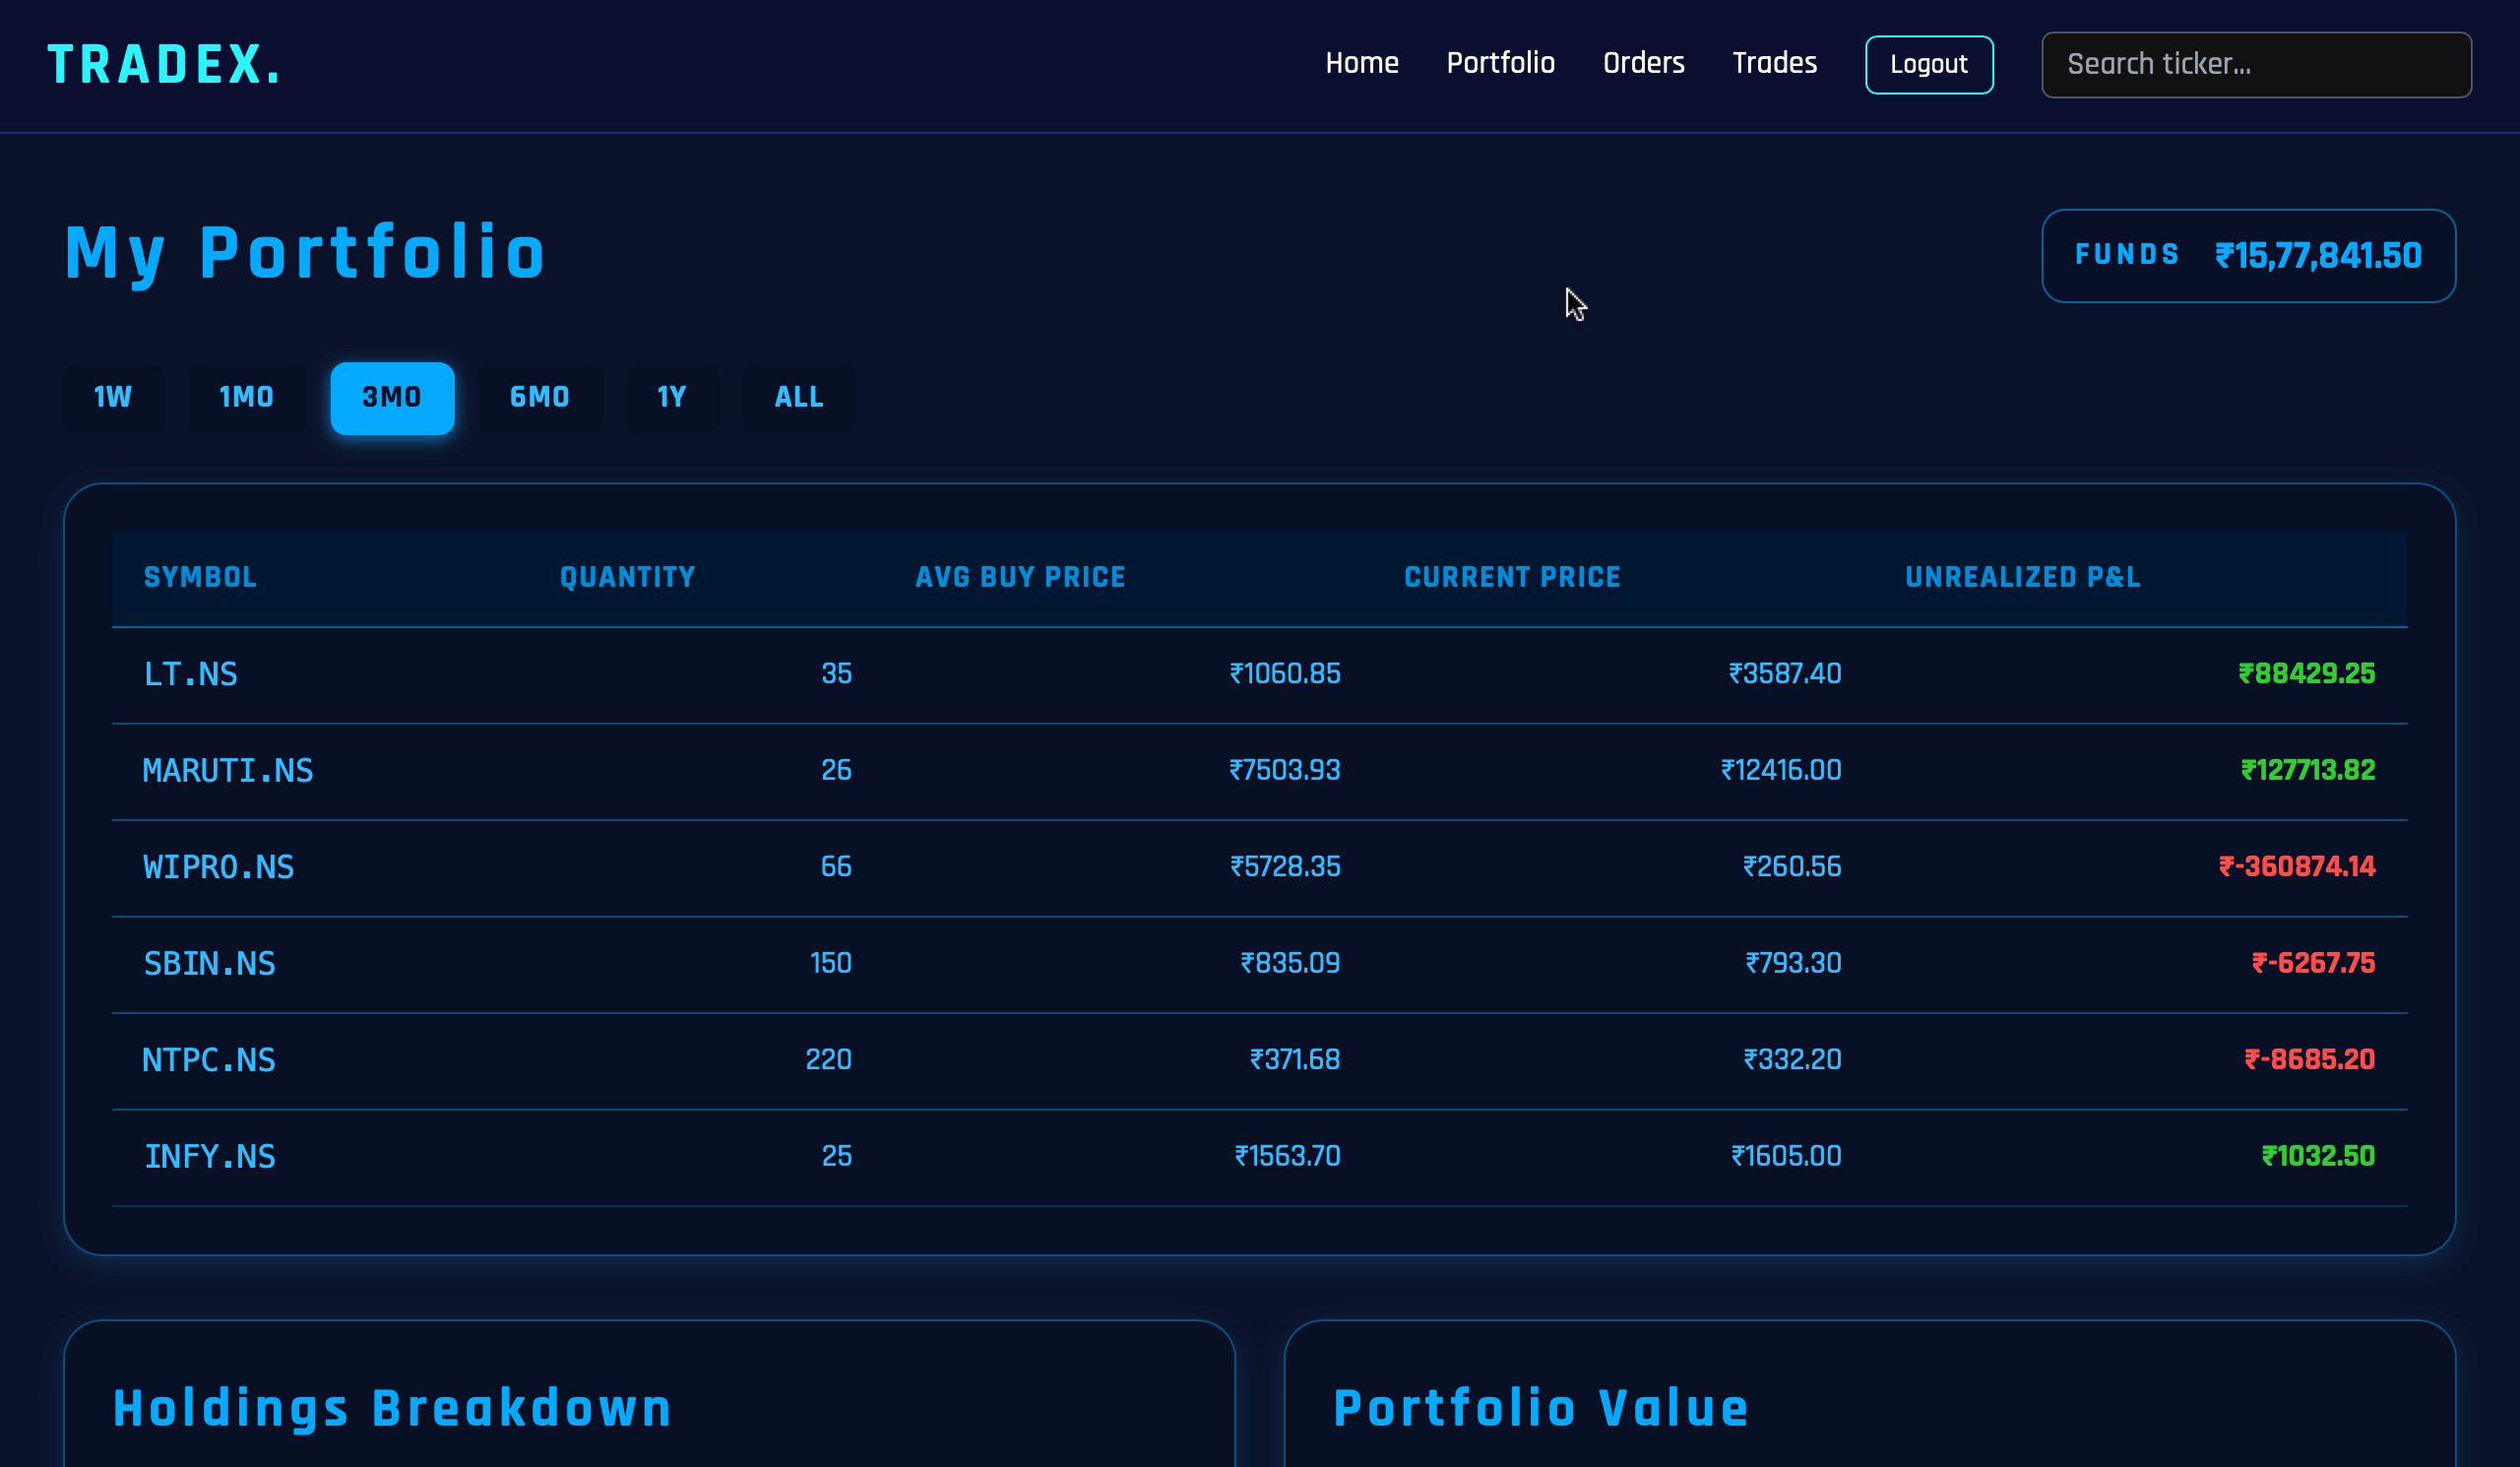 TRADEX. Home Portfolio Orders Trades Logout Search ticker...
My Portfolio FUNDS ₹15,77,841.50
1W 1MO 3MO 6MO 1Y ALL
SYMBOL QUANTITY AVG BUY PRICE CURRENT PRICE UNREALIZED P&L
LT.NS 35 ₹1060.85 ₹3587.40 ₹88429.25
MARUTI.NS 26 ₹7503.93 ₹12416.00 ₹127713.82
WIPRO.NS 66 ₹5728.35 ₹260.56 ₹-360874.14
SBIN.NS 150 ₹835.09 ₹793.30 ₹-6267.75
NTPC.NS 220 ₹371.68 ₹332.20 ₹-8685.20
INFY.NS 25 ₹1563.70 ₹1605.00 ₹1032.50
Holdings Breakdown Portfolio Value